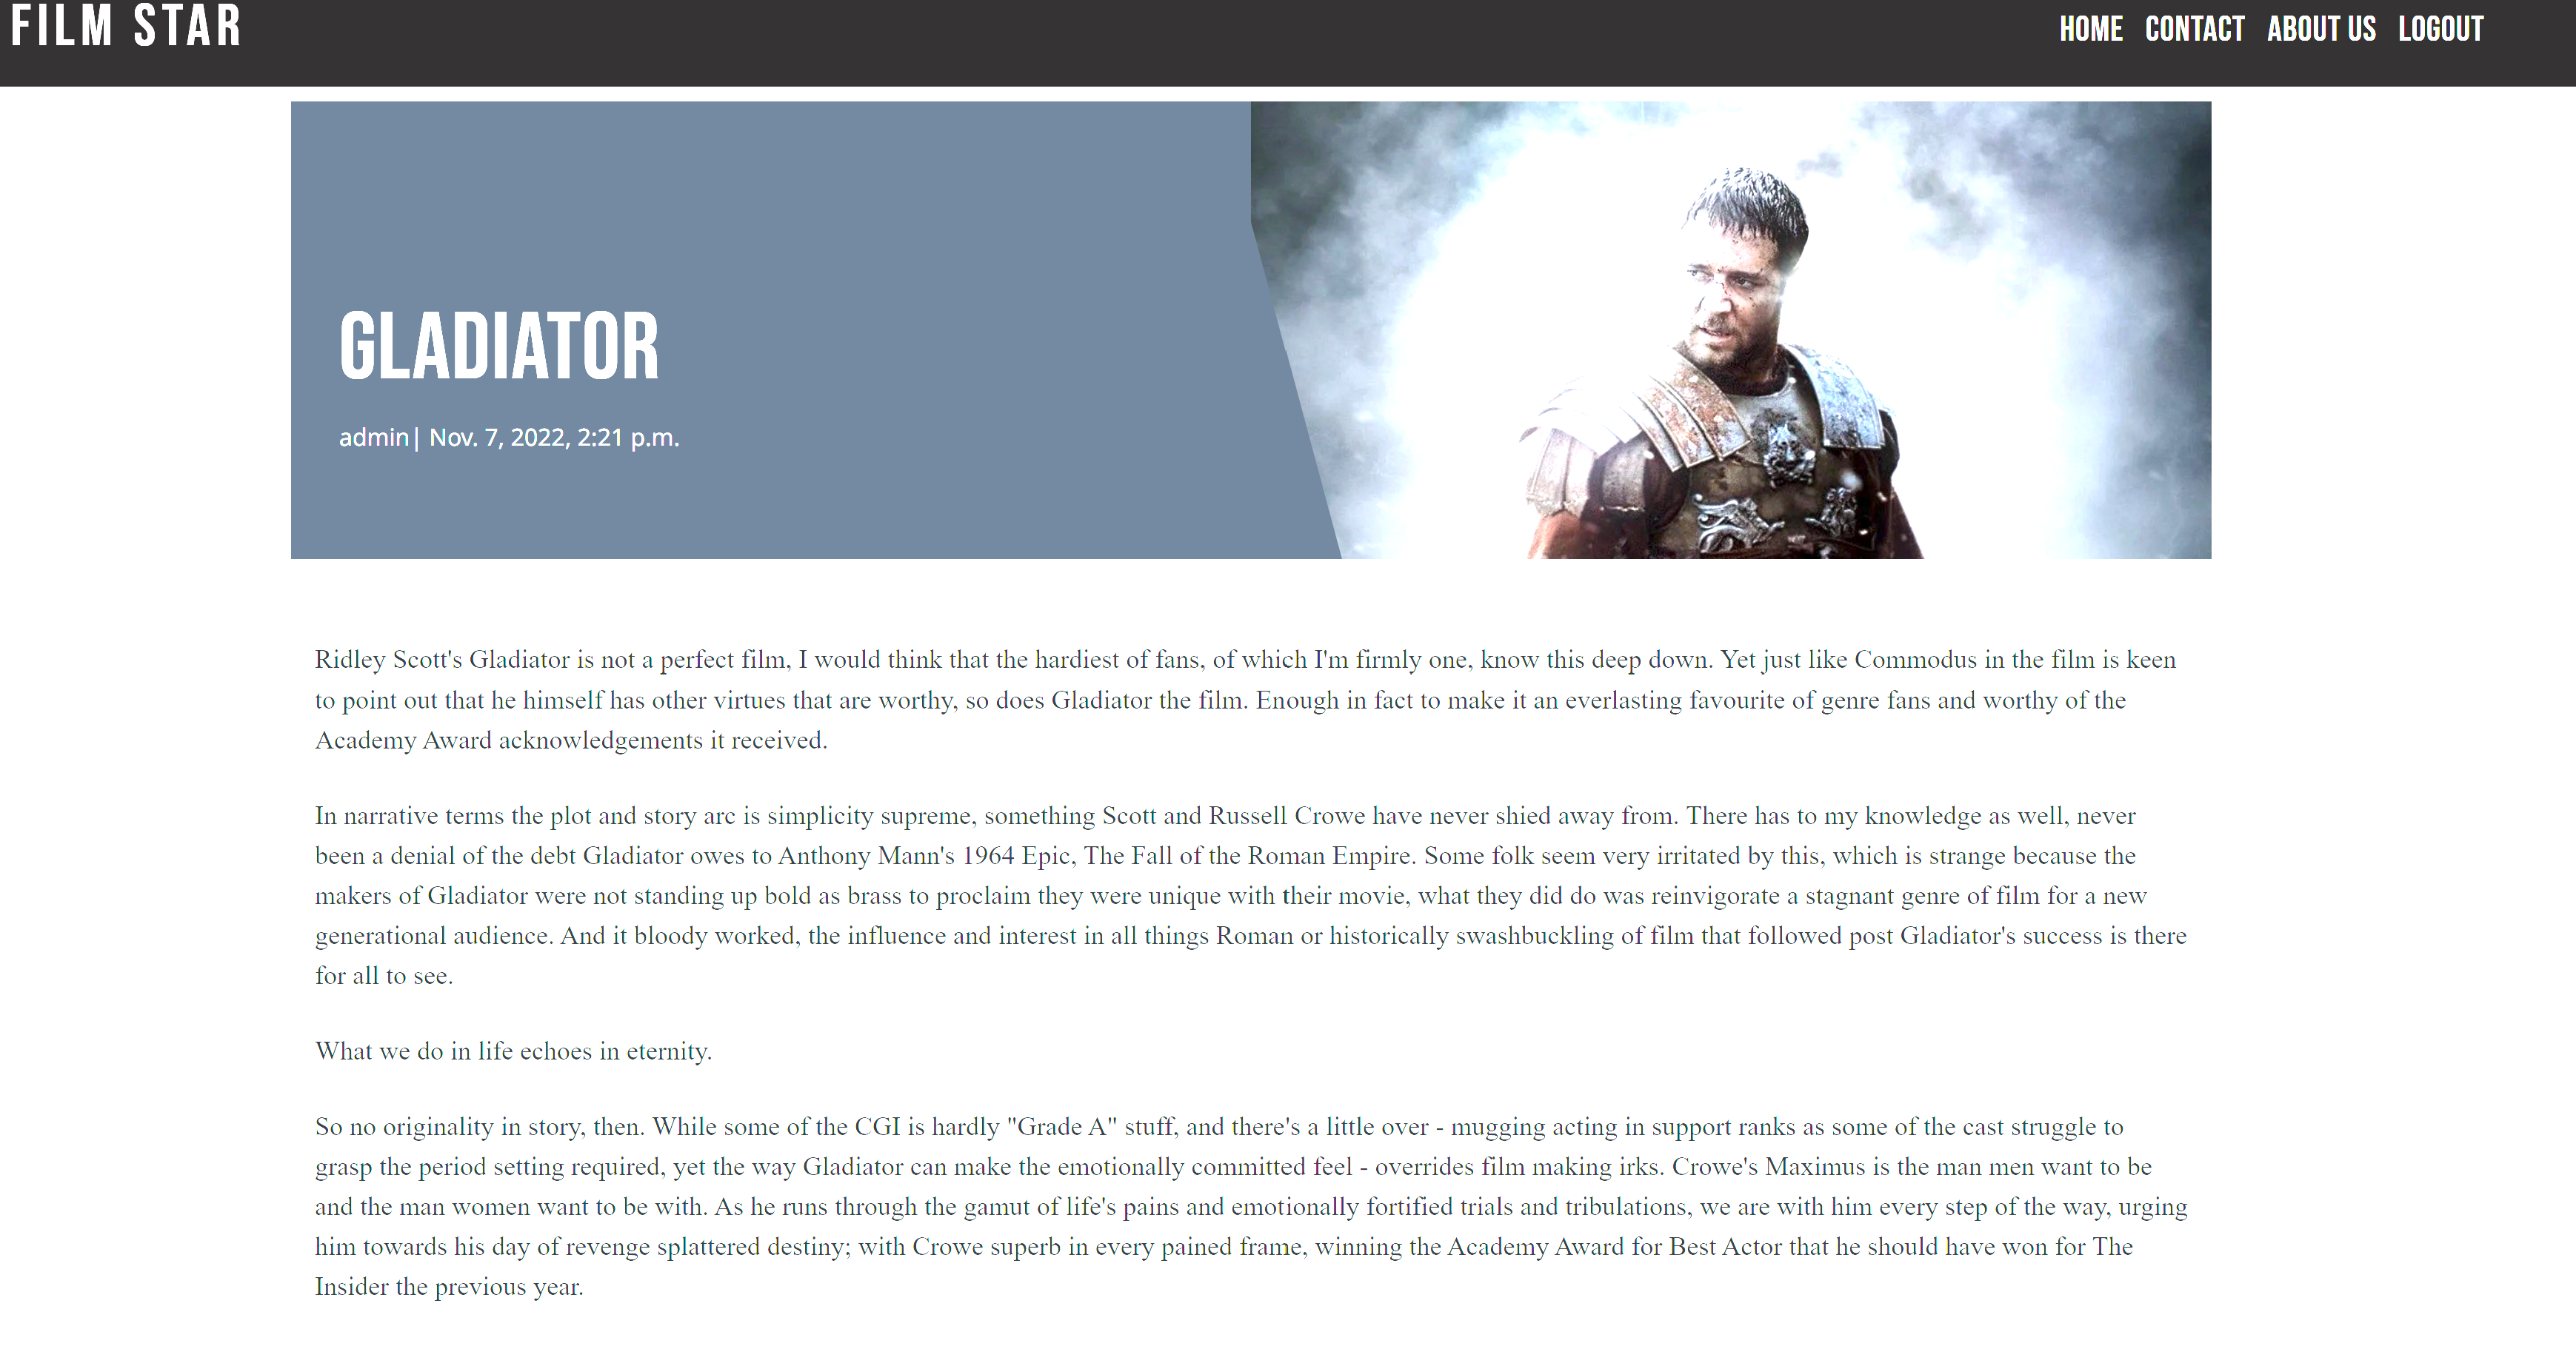 FILM STAR
HOME CONTACT ABOUT US LOGOUT
GLADIATOR
admin| Nov. 7, 2022, 2:21 p.m.
Ridley Scott's Gladiator is not a perfect film, I would think that the hardiest of fans, of which I'm firmly one, know this deep down. Yet just like Commodus in the film is keen
to point out that he himself has other virtues that are worthy, so does Gladiator the film. Enough in fact to make it an everlasting favourite of genre fans and worthy of the
Academy Award acknowledgements it received.
In narrative terms the plot and story arc is simplicity supreme, something Scott and Russell Crowe have never shied away from. There has to my knowledge as well, never
been a denial of the debt Gladiator owes to Anthony Mann's 1964 Epic, The Fall of the Roman Empire. Some folk seem very irritated by this, which is strange because the
makers of Gladiator were not standing up bold as brass to proclaim they were unique with their movie, what they did do was reinvigorate a stagnant genre of film for a new
generational audience. And it bloody worked, the influence and interest in all things Roman or historically swashbuckling of film that followed post Gladiator's success is there
for all to see.
What we do in life echoes in eternity.
So no originality in story, then. While some of the CGI is hardly "Grade A" stuff, and there's a little over - mugging acting in support ranks as some of the cast struggle to
grasp the period setting required, yet the way Gladiator can make the emotionally committed feel - overrides film making irks. Crowe's Maximus is the man men want to be
and the man women want to be with. As he runs through the gamut of life's pains and emotionally fortified trials and tribulations, we are with him every step of the way, urging
him towards his day of revenge splattered destiny; with Crowe superb in every pained frame, winning the Academy Award for Best Actor that he should have won for The
Insider the previous year.